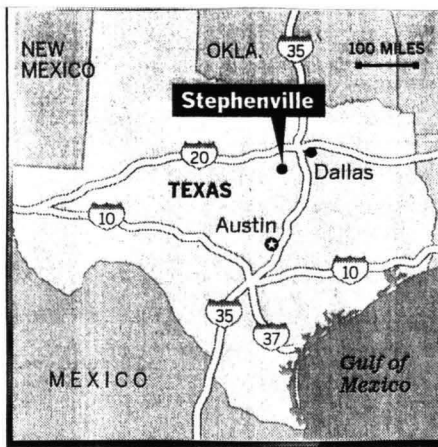 NEW
MEXICO
OKLA.
35
100 MILES
Stephenville
20
Dallas
TEXAS
10
Austin
10
35
37
MEXICO
Gulf of
Mexico